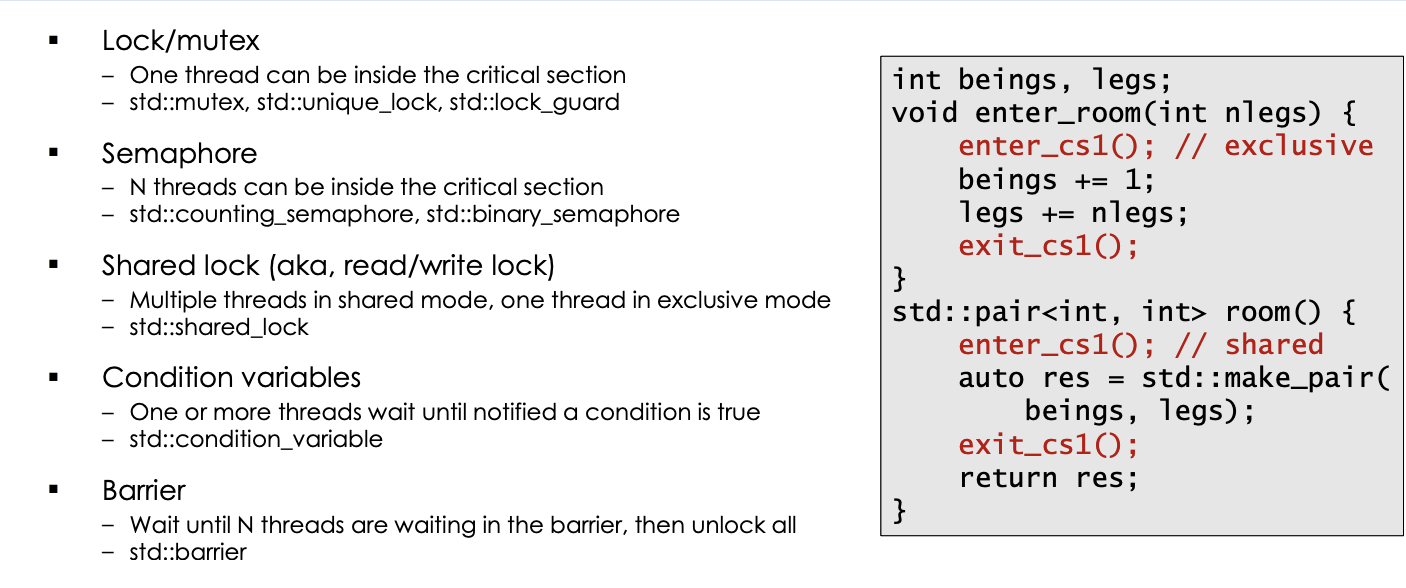 ▪ Lock/mutex
– One thread can be inside the critical section
– std::mutex, std::unique_lock, std::lock_guard
▪ Semaphore
– N threads can be inside the critical section
– std::counting_semaphore, std::binary_semaphore
▪ Shared lock (aka, read/write lock)
– Multiple threads in shared mode, one thread in exclusive mode
– std::shared_lock
▪ Condition variables
– One or more threads wait until notified a condition is true
– std::condition_variable
▪ Barrier
– Wait until N threads are waiting in the barrier, then unlock all
– std::barrier
int beings, legs;
void enter_room(int nlegs) {
    enter_cs1(); // exclusive
    beings += 1;
    legs += nlegs;
    exit_cs1();
}
std::pair<int, int> room() {
    enter_cs1(); // shared
    auto res = std::make_pair(
        beings, legs);
    exit_cs1();
    return res;
}